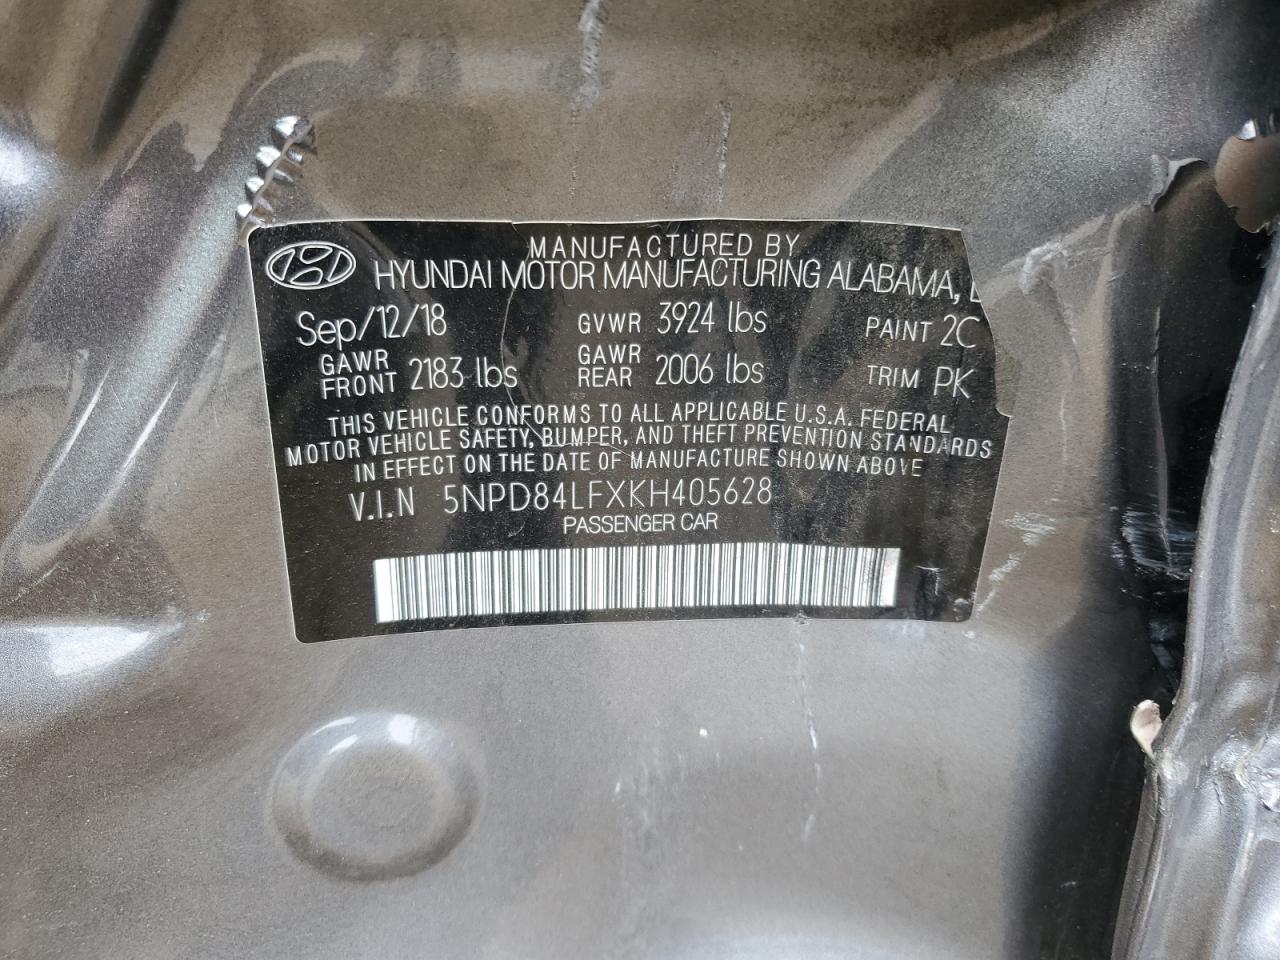 MANUFACTURED BY
HYUNDAI MOTOR MANUFACTURING ALABAMA,
Sep/12/18 GVWR 3924 lbs PAINT 2C
GAWR FRONT 2183 lbs GAWR REAR 2006 lbs TRIM PK
THIS VEHICLE CONFORMS TO ALL APPLICABLE U.S.A. FEDERAL
MOTOR VEHICLE SAFETY, BUMPER, AND THEFT PREVENTION STANDARDS
IN EFFECT ON THE DATE OF MANUFACTURE SHOWN ABOVE
V.I.N 5NPD84LFXKH405628
PASSENGER CAR